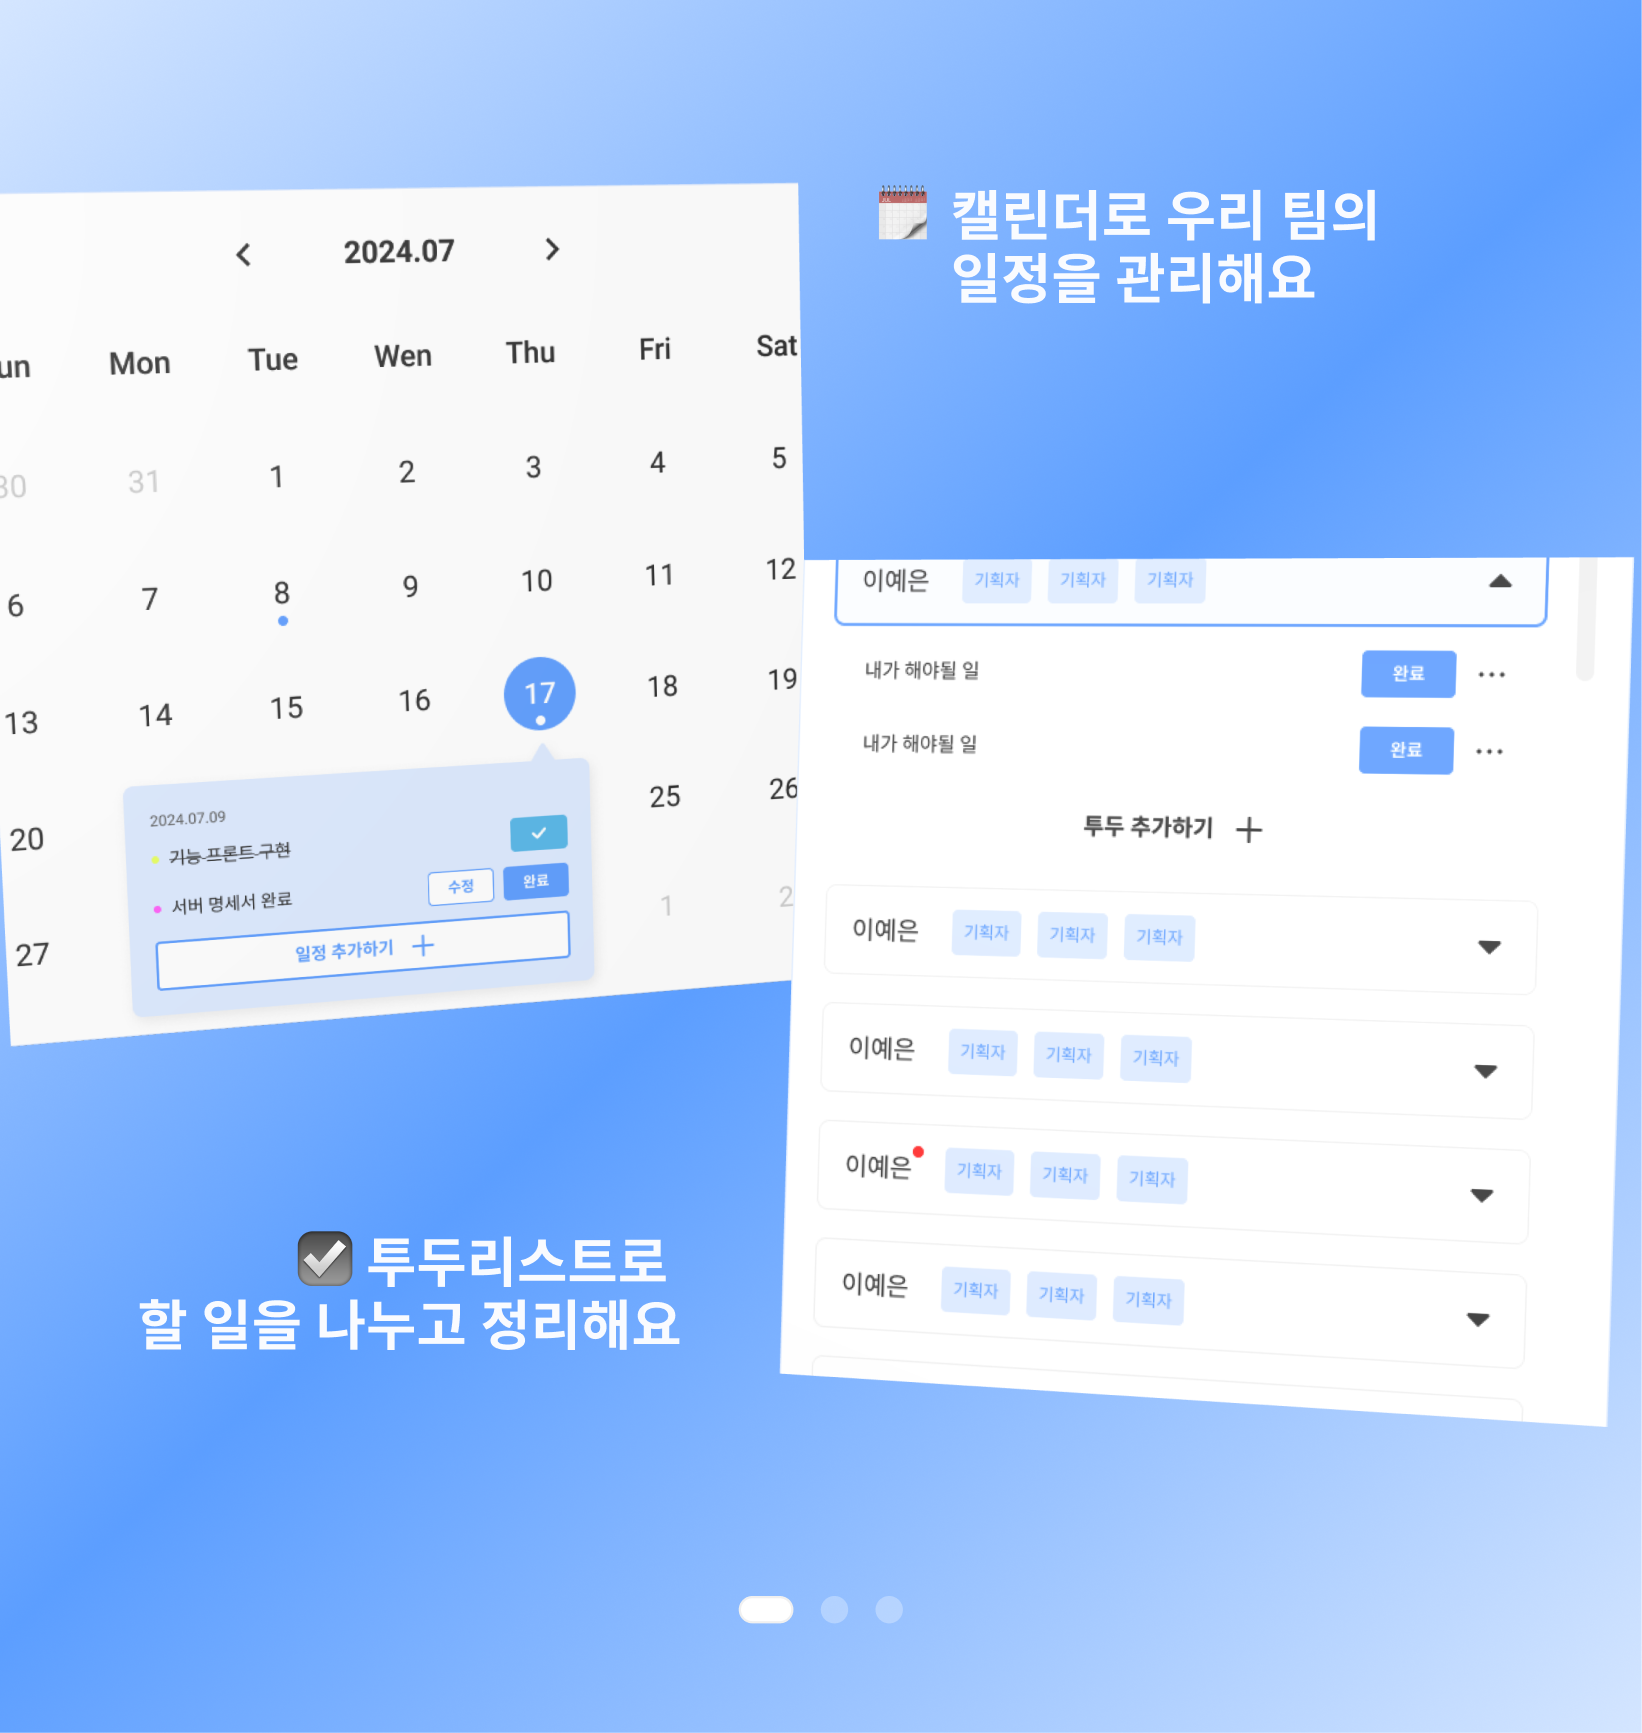 캘린더로 우리 팀의
일정을 관리해요
2024.07
un Mon Tue Wen Thu Fri Sat
30 31 1 2 3 4 5
6 7 8 9 10 11 12
13 14 15 16 17 18 19
20 25 26
27 1 2
2024.07.09
기능 프론트 구현
서버 명세서 완료 수정 완료
일정 추가하기
이예은 기획자 기획자 기획자
내가 해야될 일 완료
내가 해야될 일 완료
투두 추가하기
이예은 기획자 기획자 기획자
이예은 기획자 기획자 기획자
이예은 기획자 기획자 기획자
이예은 기획자 기획자 기획자
투두리스트로
할 일을 나누고 정리해요